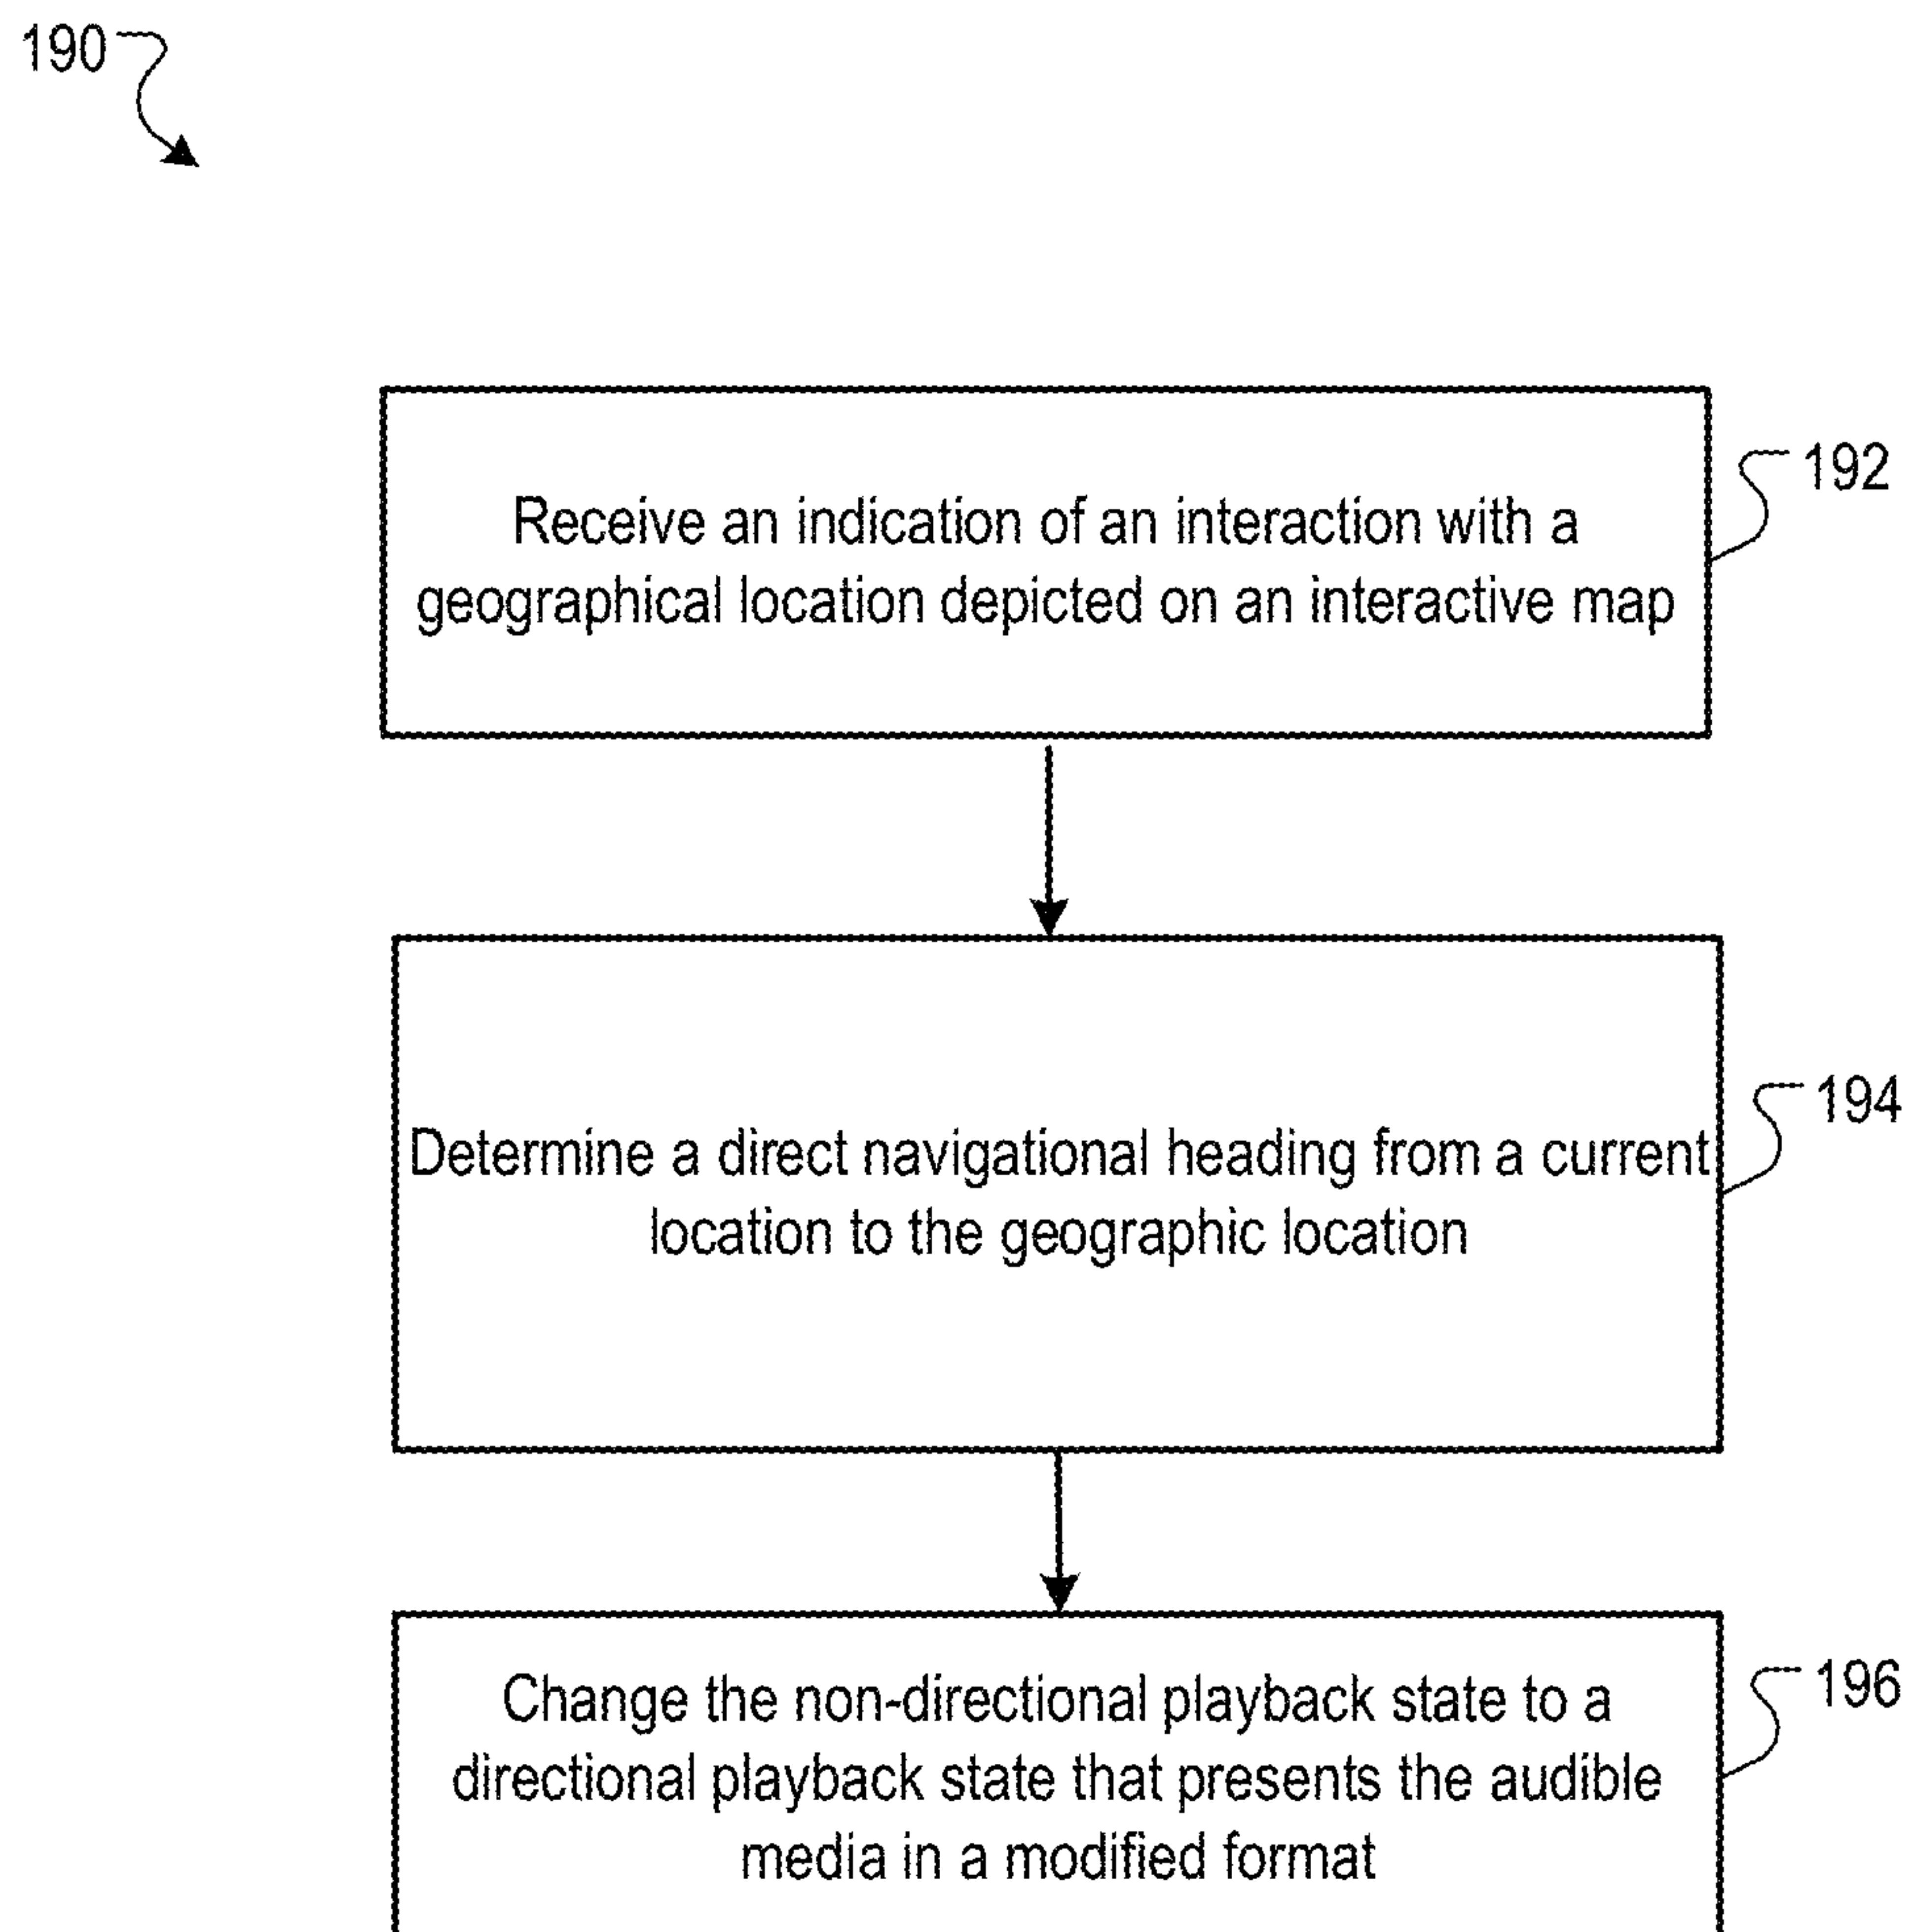 190
Receive an indication of an interaction with a
geographical location depicted on an interactive map
192
Determine a direct navigational heading from a current
location to the geographic location
194
Change the non-directional playback state to a
directional playback state that presents the audible
media in a modified format
196